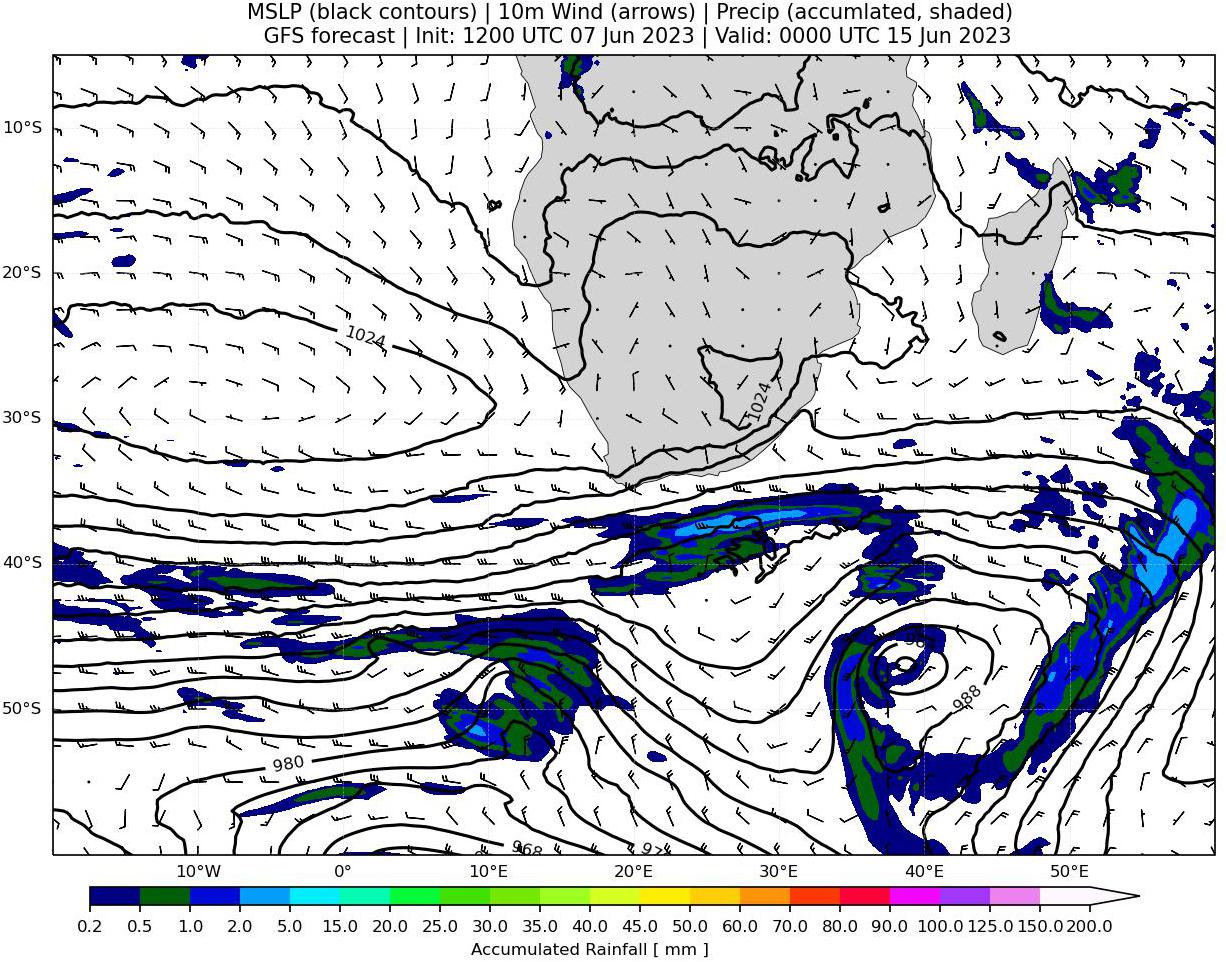 MSLP (black contours) | 10m Wind (arrows) | Precip (accumlated, shaded)
GFS forecast | Init: 1200 UTC 07 Jun 2023 | Valid: 0000 UTC 15 Jun 2023
10°S
20°S
1024
1024
30°S
40°S
988
50°S
980
968
10°W
0°
10°E
20°E
30°E
40°E
50°E
0.2 0.5 1.0 2.0 5.0 10.0 15.0 20.0 25.0 30.0 35.0 40.0 45.0 50.0 60.0 70.0 80.0 90.0 100.0 125.0 150.0 200.0
Accumulated Rainfall [ mm ]